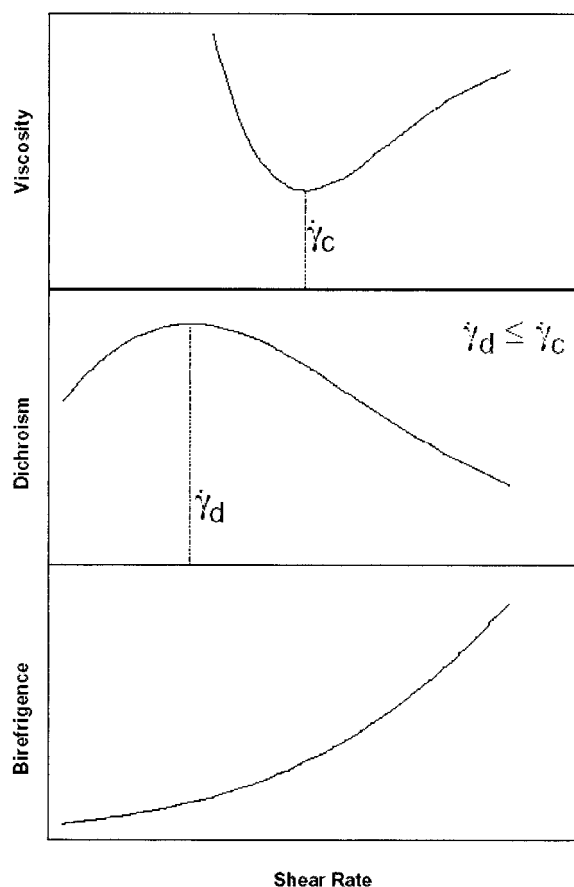 Viscosity
γ̇c
Dichroism
γ̇d ≤ γ̇c
γ̇d
Birefrigence
Shear Rate